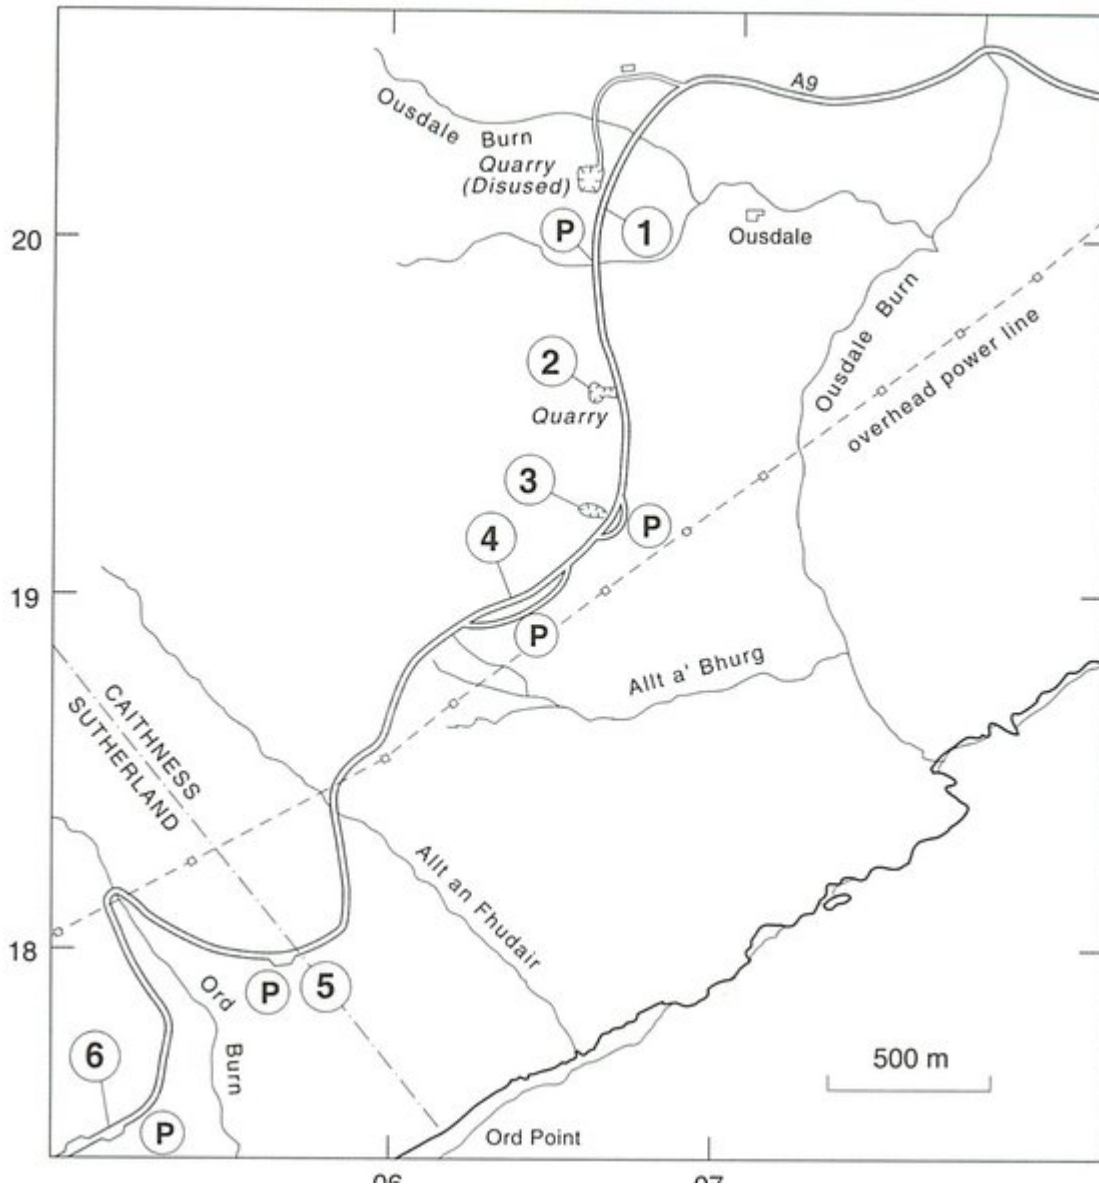 A9
Ousdale
Burn
Quarry
(Disused)
P
1
20
Ousdale
Ousdale Burn
overhead power line
2
Quarry
3
P
4
19
P
Allt a' Bhurg
CAITHNESS
SUTHERLAND
Allt an Fhudair
18
Ord
Burn
P
5
6
500 m
P
Ord Point
06
07